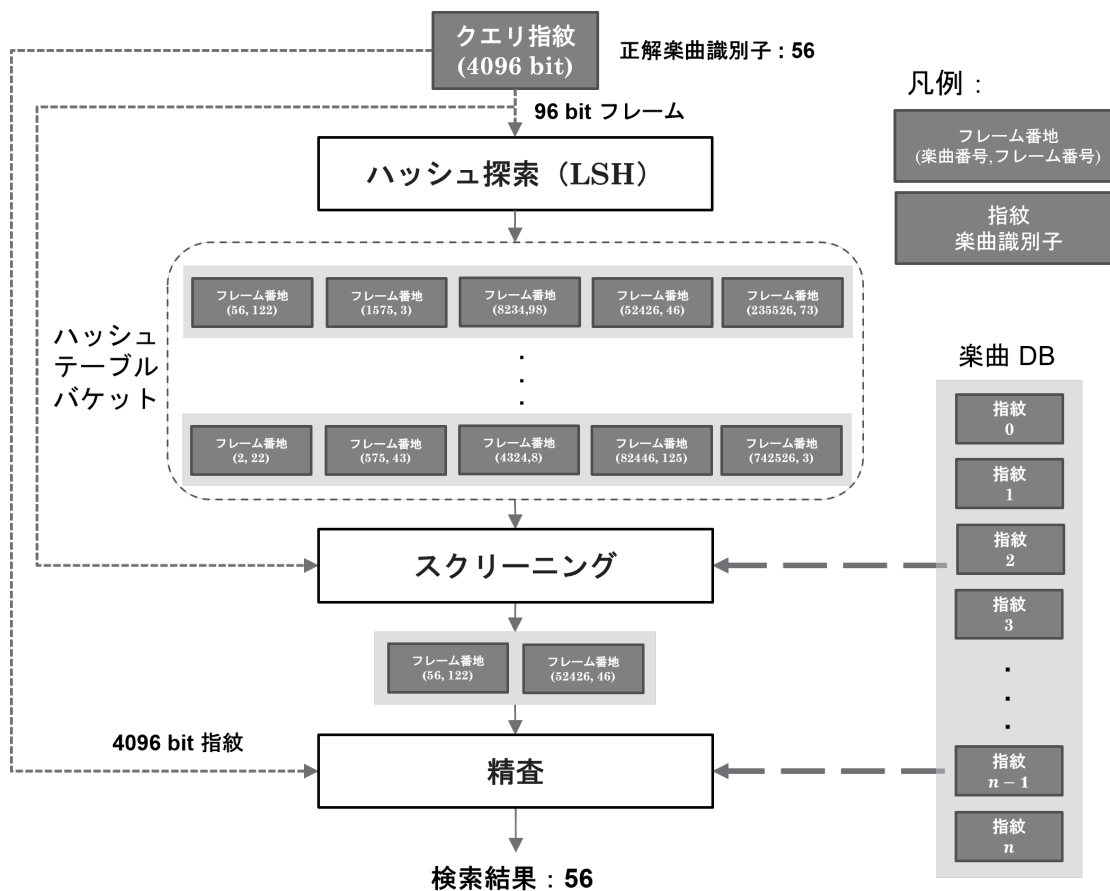 クエリ指紋
(4096 bit)
正解楽曲識別子 : 56
96 bit フレーム
凡例 :
フレーム番地
(楽曲番号,フレーム番号)
指紋
楽曲識別子
ハッシュ探索（LSH）
ハッシュ
テーブル
バケット
フレーム番地
(56, 122)
フレーム番地
(1575, 3)
フレーム番地
(8234,98)
フレーム番地
(52426, 46)
フレーム番地
(235526, 73)
フレーム番地
(2, 22)
フレーム番地
(575, 43)
フレーム番地
(4324,8)
フレーム番地
(82446, 125)
フレーム番地
(742526, 3)
スクリーニング
フレーム番地
(56, 122)
フレーム番地
(52426, 46)
4096 bit 指紋
精査
検索結果 : 56
楽曲 DB
指紋
0
指紋
1
指紋
2
指紋
3
指紋
n − 1
指紋
n